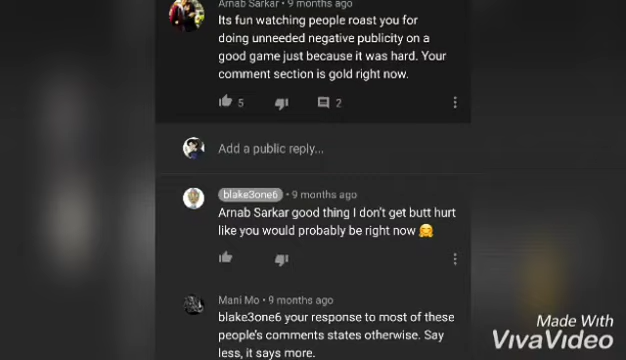 Arnab Sarkar • 9 months ago
Its fun watching people roast you for
doing unneeded negative publicity on a
good game just because it was hard. Your
comment section is gold right now.
5
2
Add a public reply...
blake3one6 • 9 months ago
Arnab Sarkar good thing I don't get butt hurt
like you would probably be right now 🤗
Mani Mo • 9 months ago
blake3one6 your response to most of these
people's comments states otherwise. Say
less, it says more.
Made With
VivaVideo